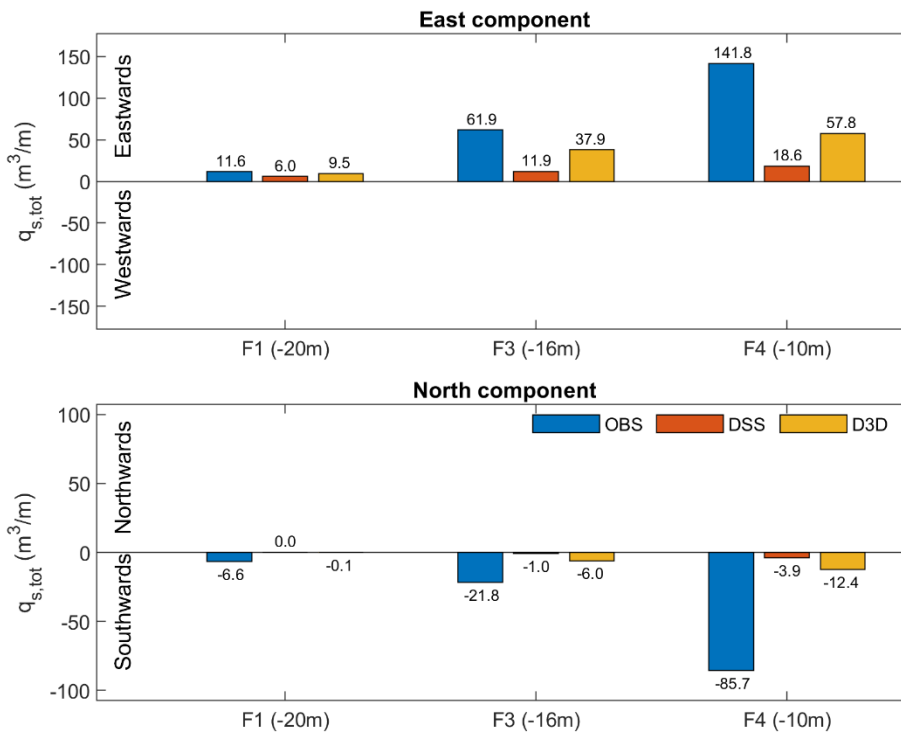 East component
q_s,tot (m^3/m)
Eastwards
Westwards
150
100
50
0
-50
-100
-150
11.6
6.0
9.5
61.9
11.9
37.9
141.8
18.6
57.8
F1 (-20m)
F3 (-16m)
F4 (-10m)
North component
q_s,tot (m^3/m)
Northwards
Southwards
100
50
0
-50
-100
OBS DSS D3D
-6.6
0.0
-0.1
-21.8
-1.0
-6.0
-85.7
-3.9
-12.4
F1 (-20m)
F3 (-16m)
F4 (-10m)